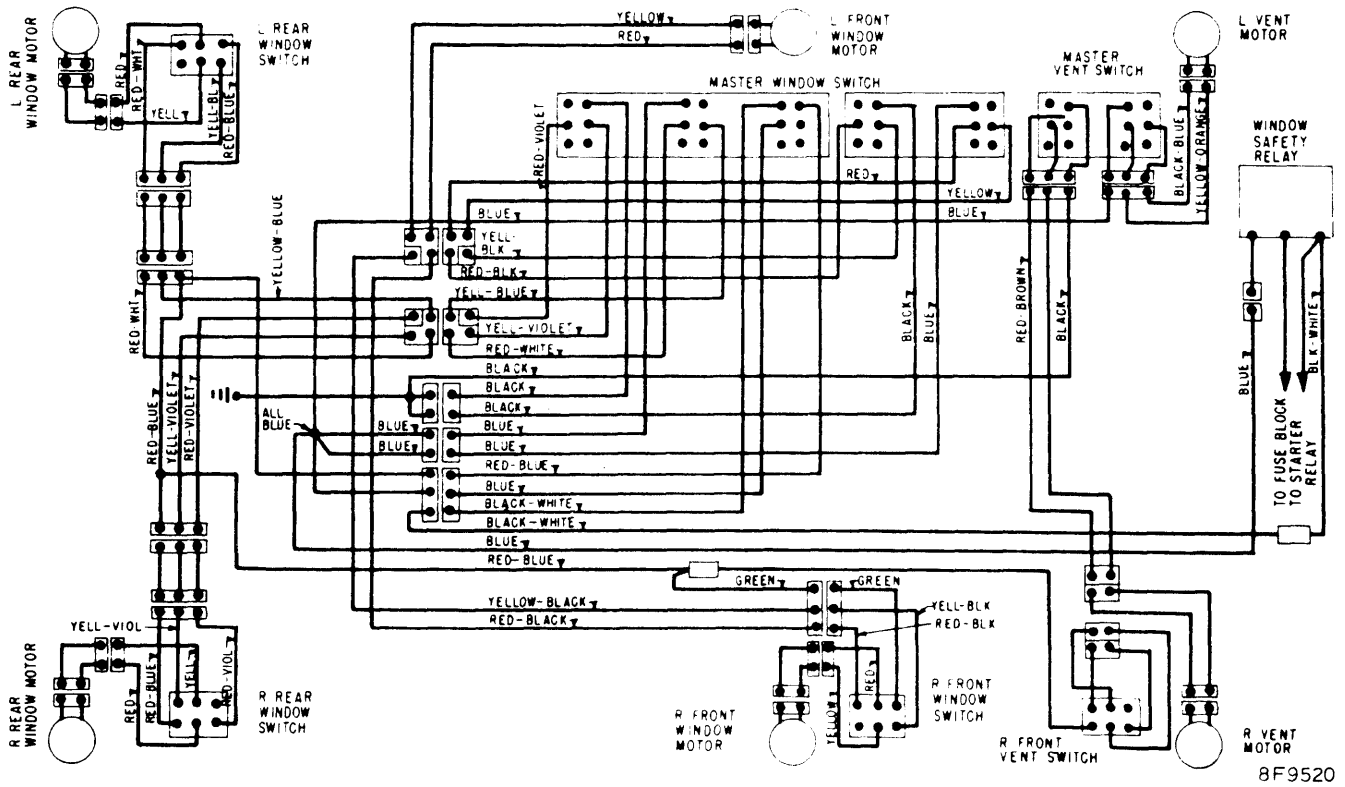 L REAR
WINDOW MOTOR
RED
RED-WHT
YELL
YELL-BL
RED-BLUE
L REAR
WINDOW
SWITCH
YELLOW
RED
L FRONT
WINDOW
MOTOR
MASTER WINDOW SWITCH
MASTER
VENT SWITCH
L VENT
MOTOR
BLACK-BLUE
YELLOW-ORANGE
WINDOW
SAFETY
RELAY
RED-VIOLET
RED
YELLOW
BLUE
BLUE
YELLOW-BLUE
YELL-
BLK
RED-BLK
YELL-BLUE
YELL-VIOLET
RED-WHITE
BLACK
BLACK
BLACK
BLUE
BLUE
RED-BLUE
BLUE
BLACK-WHITE
BLACK-WHITE
BLUE
RED-BLUE
RED-WHT
RED-BLUE
YELL-VIOLET
RED-VIOLET
ALL
BLUE
BLUE
BLUE
BLACK
BLUE
RED-BROWN
BLACK
BLUE
BLK-WHITE
TO FUSE BLOCK
TO STARTER
RELAY
GREEN
GREEN
YELLOW-BLACK
RED-BLACK
YELL-BLK
RED-BLK
YELL-VIOL
RED
RED-BLUE
YELL
RED-VIOL
R REAR
WINDOW MOTOR
R REAR
WINDOW
SWITCH
R FRONT
WINDOW
MOTOR
YELLOW
RED
R FRONT
WINDOW
SWITCH
R FRONT
VENT SWITCH
R VENT
MOTOR
8F9520